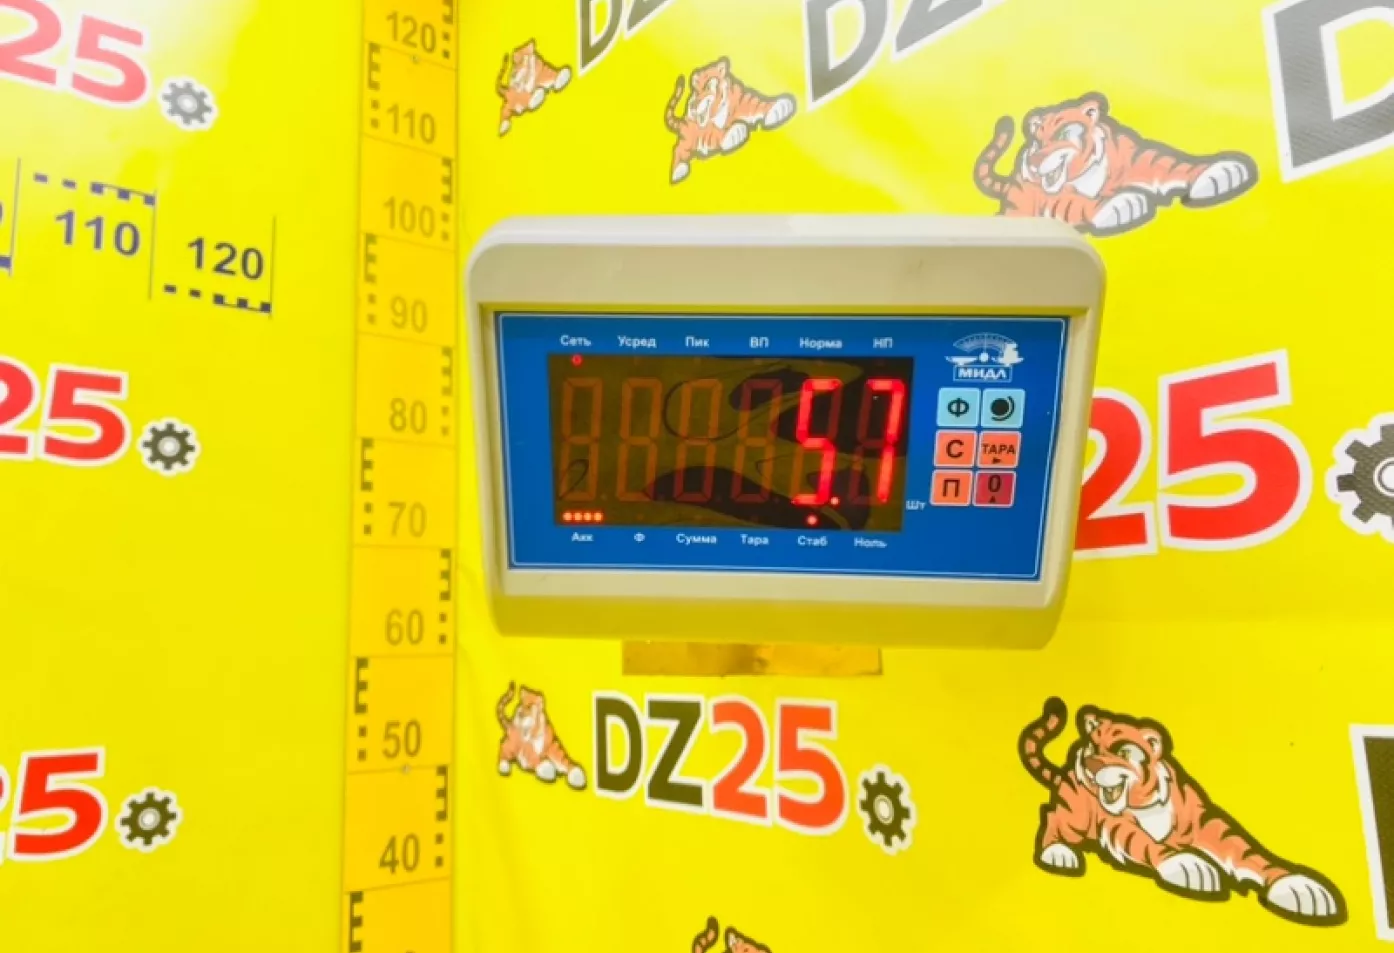 25
110
120
25
25
120
110
100
90
80
70
60
50
40
DZ
DZ
D
Сеть Усред Пик ВП Норма НП
МИДЛ
5.7
Шт
Ф
С ТАРА
П 0
Акк Ф Сумма Тара Стаб Ноль
25
DZ25